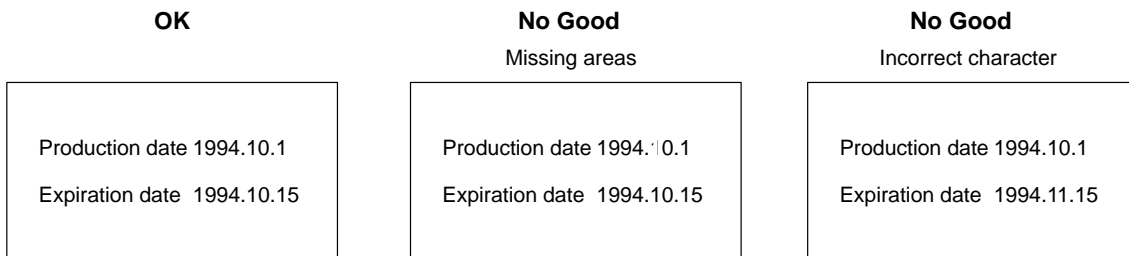 OK
No Good
Missing areas
No Good
Incorrect character
Production date 1994.10.1
Expiration date 1994.10.15
Production date 1994. 0.1
Expiration date 1994.10.15
Production date 1994.10.1
Expiration date 1994.11.15